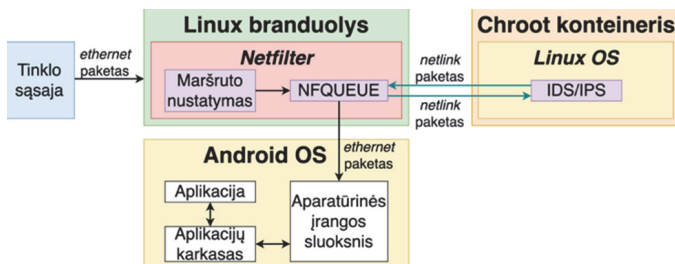 Linux branduolys
Chroot konteineris
Tinklo
sąsaja
ethernet
paketas
Netfilter
Maršruto
nustatymas
NFQUEUE
netlink
paketas
netlink
paketas
Linux OS
IDS/IPS
ethernet
paketas
Android OS
Aplikacija
Aplikacijų
karkasas
Aparatūrinės
įrangos
sluoksnis